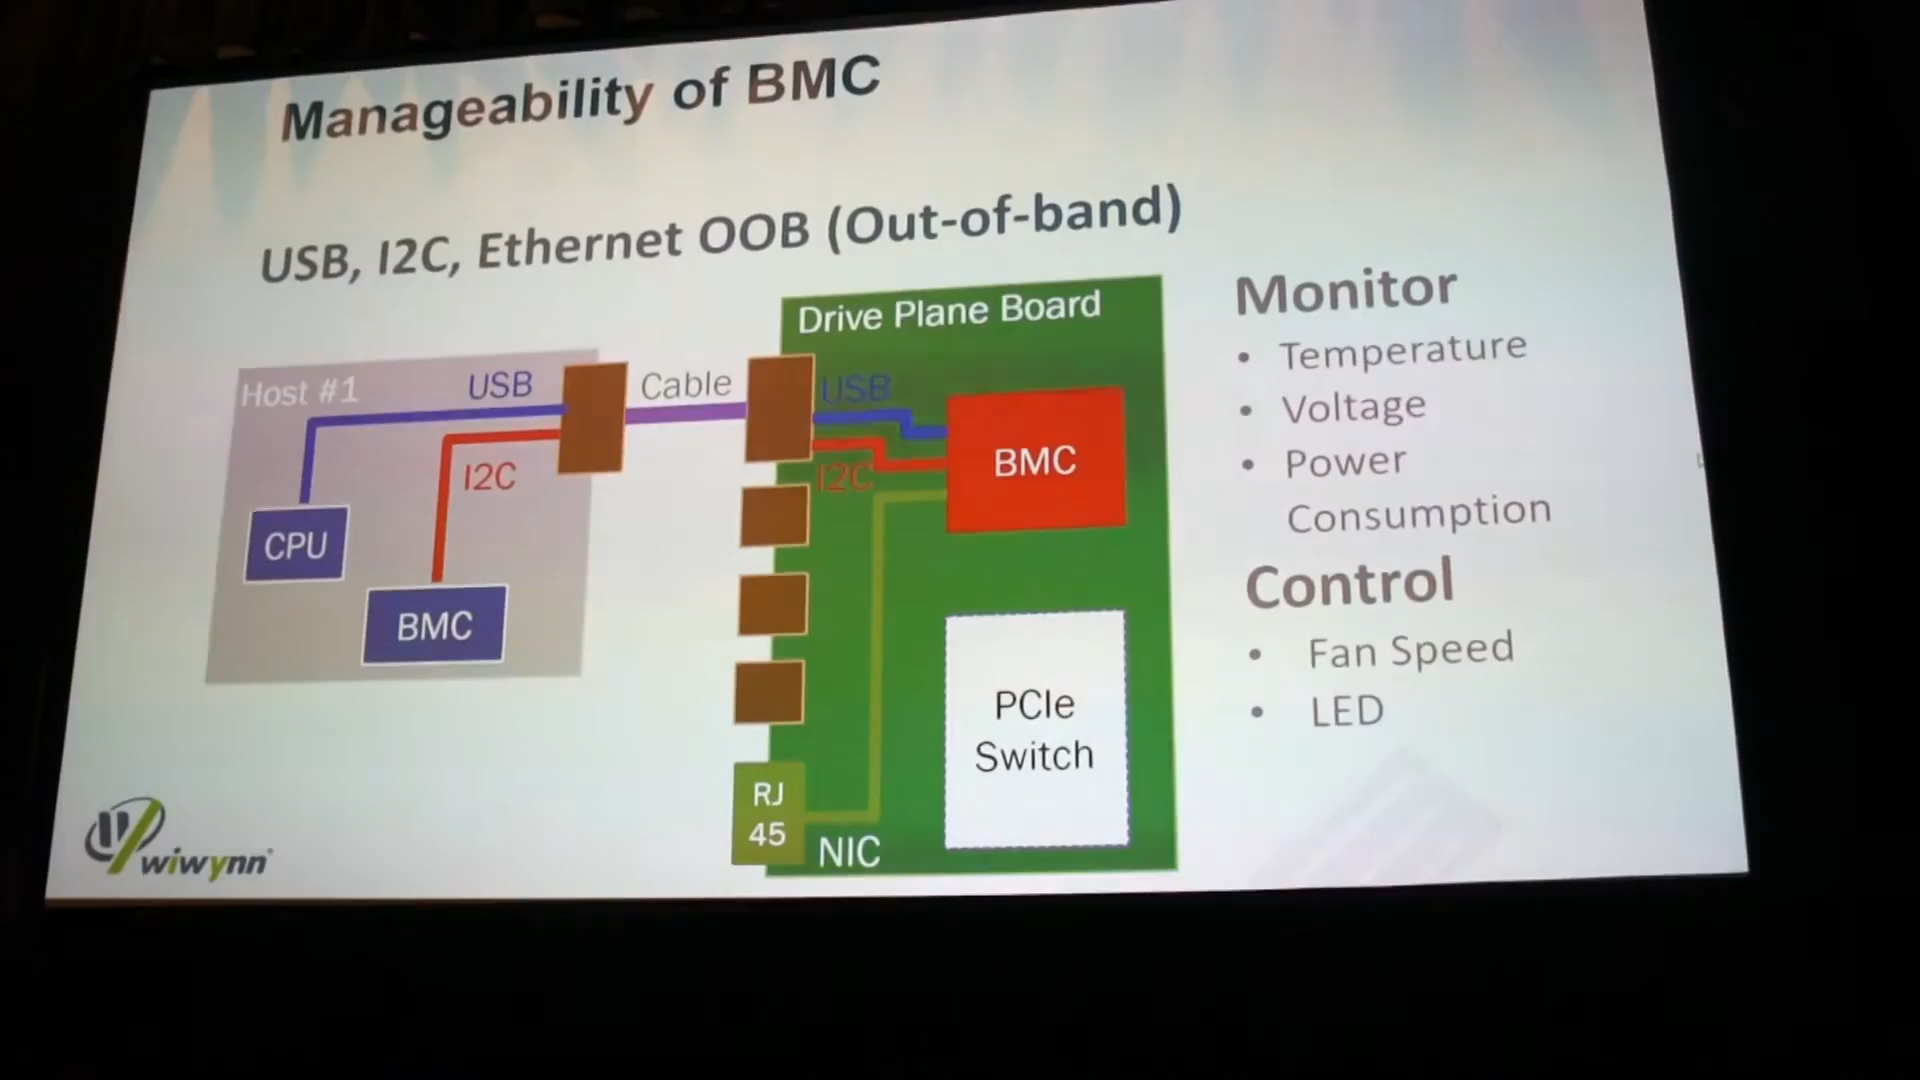 Manageability of BMC
USB, I2C, Ethernet OOB (Out-of-band)
Host #1
USB
I2C
CPU
BMC
Cable
Drive Plane Board
USB
I2C
BMC
PCIe
Switch
RJ
45
NIC
Monitor
• Temperature
• Voltage
• Power
Consumption
Control
• Fan Speed
• LED
wiwynn